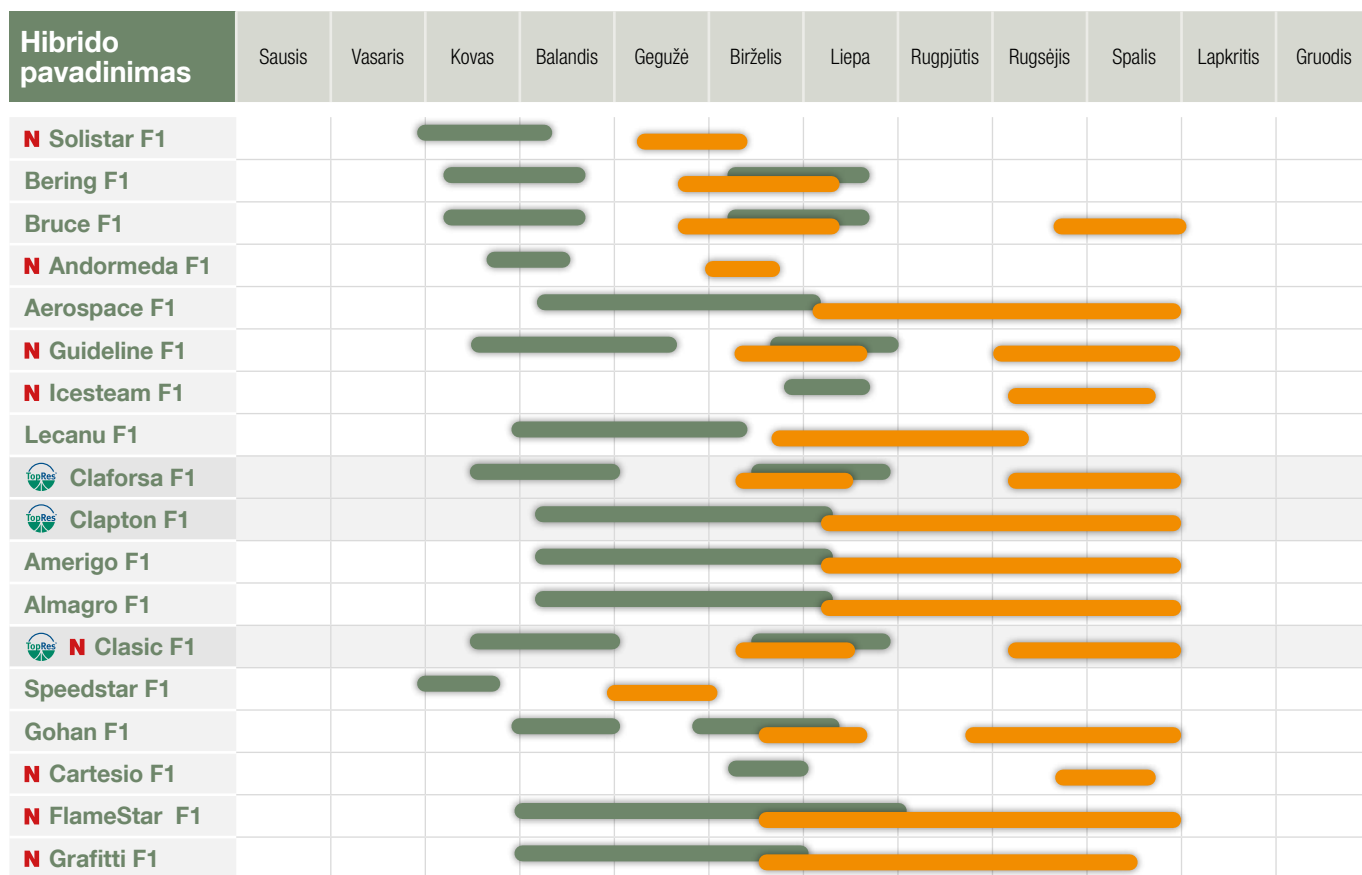 Hibrido
pavadinimas
Sausis Vasaris Kovas Balandis Gegužė Birželis Liepa Rugpjūtis Rugsėjis Spalis Lapkritis Gruodis
N Solistar F1
Bering F1
Bruce F1
N Andormeda F1
Aerospace F1
N Guideline F1
N Icesteam F1
Lecanu F1
TopRes Claforsa F1
TopRes Clapton F1
Amerigo F1
Almagro F1
TopRes N Clasic F1
Speedstar F1
Gohan F1
N Cartesio F1
N FlameStar F1
N Grafitti F1